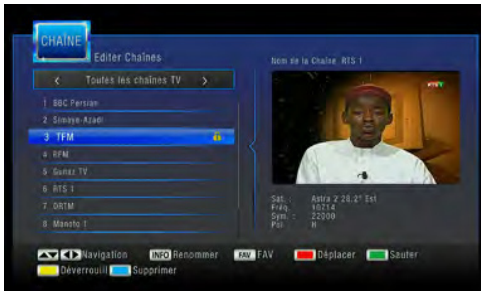 CHAÎNE
Editer Chaînes
Toutes les chaînes TV
1 BBC Persian
2 Simaye-Azadi
3 TFM
4 RFM
5 Gunaz TV
6 RTS 1
7 ORTM
8 Manoto 1
Nom de la Chaîne RTS 1
Sat. : Astra 2 28.2° Est
Fréq. 10714
Sym. : 22000
Pol H
Navigation INFO Renommer FAV FAV Déplacer Sauter
Déverrouill Supprimer